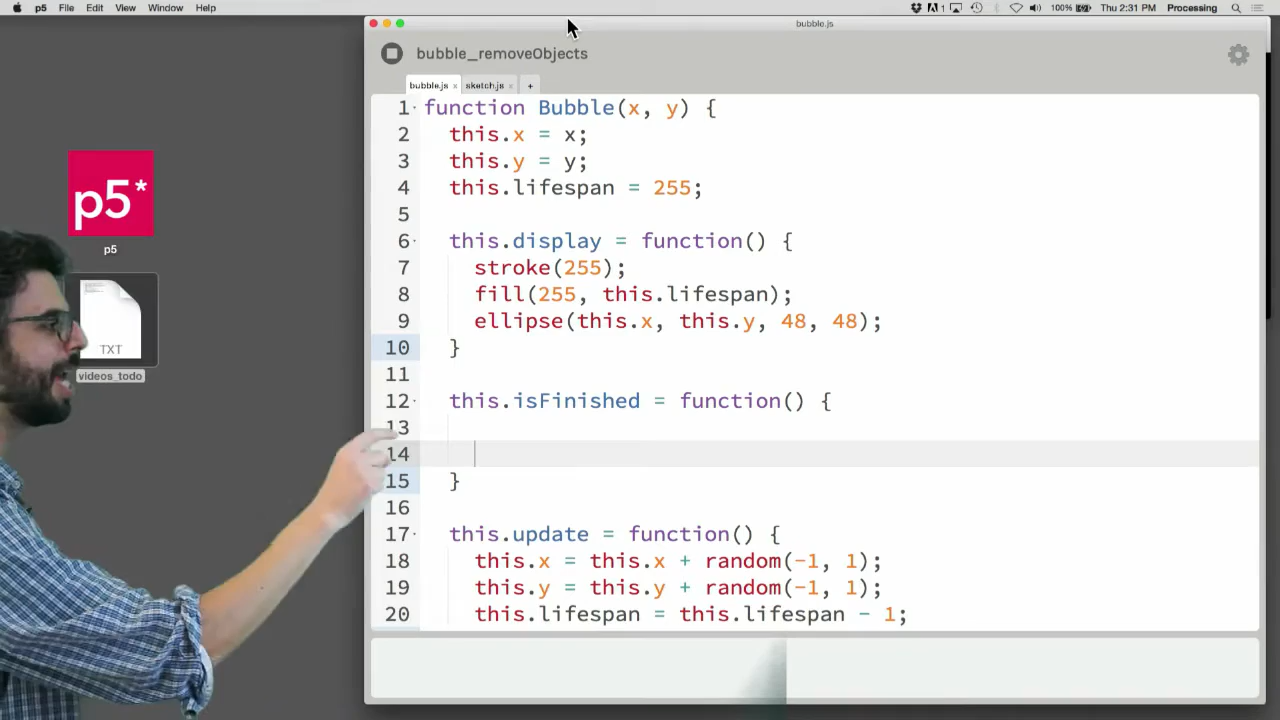 p5 File Edit View Window Help
1 100% Thu 2:31 PM Processing
bubble.js
bubble_removeObjects
bubble.js × sketch.js × +
1 function Bubble(x, y) {
2 this.x = x;
3 this.y = y;
4 this.lifespan = 255;
5
6 this.display = function() {
7 stroke(255);
8 fill(255, this.lifespan);
9 ellipse(this.x, this.y, 48, 48);
10 }
11
12 this.isFinished = function() {
13
14
15 }
16
17 this.update = function() {
18 this.x = this.x + random(-1, 1);
19 this.y = this.y + random(-1, 1);
20 this.lifespan = this.lifespan - 1;
p5*
p5
TXT
videos_todo